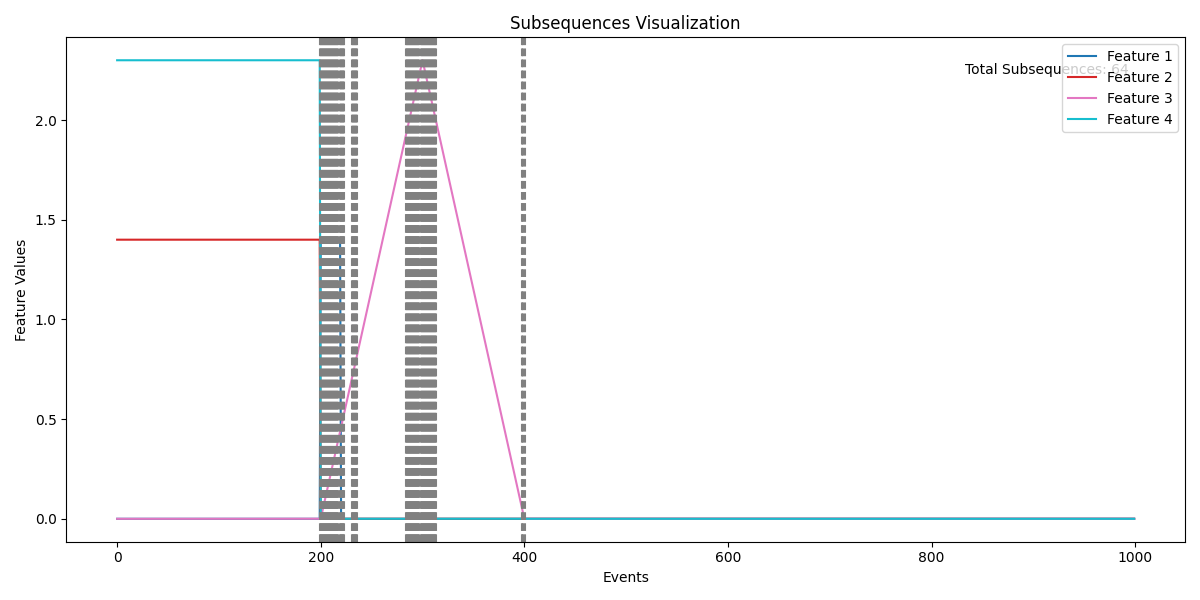 Subsequences Visualization
Total Subsequences: 64
Feature 1
Feature 2
Feature 3
Feature 4
Feature Values
2.0
1.5
1.0
0.5
0.0
0
200
400
600
800
1000
Events